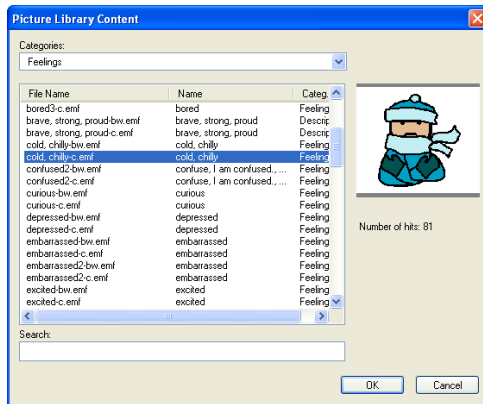 Picture Library Content
Categories:
Feelings
File Name Name Categ.
bored3-c.emf bored Feeling
brave, strong, proud-bw.emf brave, strong, proud Descrip
brave, strong, proud-c.emf brave, strong, proud Descrip
cold, chilly-bw.emf cold, chilly Feeling
cold, chilly-c.emf cold, chilly Feeling
confused2-bw.emf confuse, I am confused., ... Feeling
confused2-c.emf confuse, I am confused., ... Feeling
curious-bw.emf curious Feeling
curious-c.emf curious Feeling
depressed-bw.emf depressed Feeling
depressed-c.emf depressed Feeling
embarrassed-bw.emf embarrassed Feeling
embarrassed-c.emf embarrassed Feeling
embarrassed2-bw.emf embarrassed Feeling
embarrassed2-c.emf embarrassed Feeling
excited-bw.emf excited Feeling
excited-c.emf excited Feeling
Number of hits: 81
Search:
OK Cancel